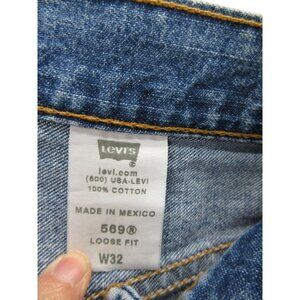 LEVI'S
levi.com
(800) USA-LEVI
100% COTTON
MADE IN MEXICO
569®
LOOSE FIT
W32